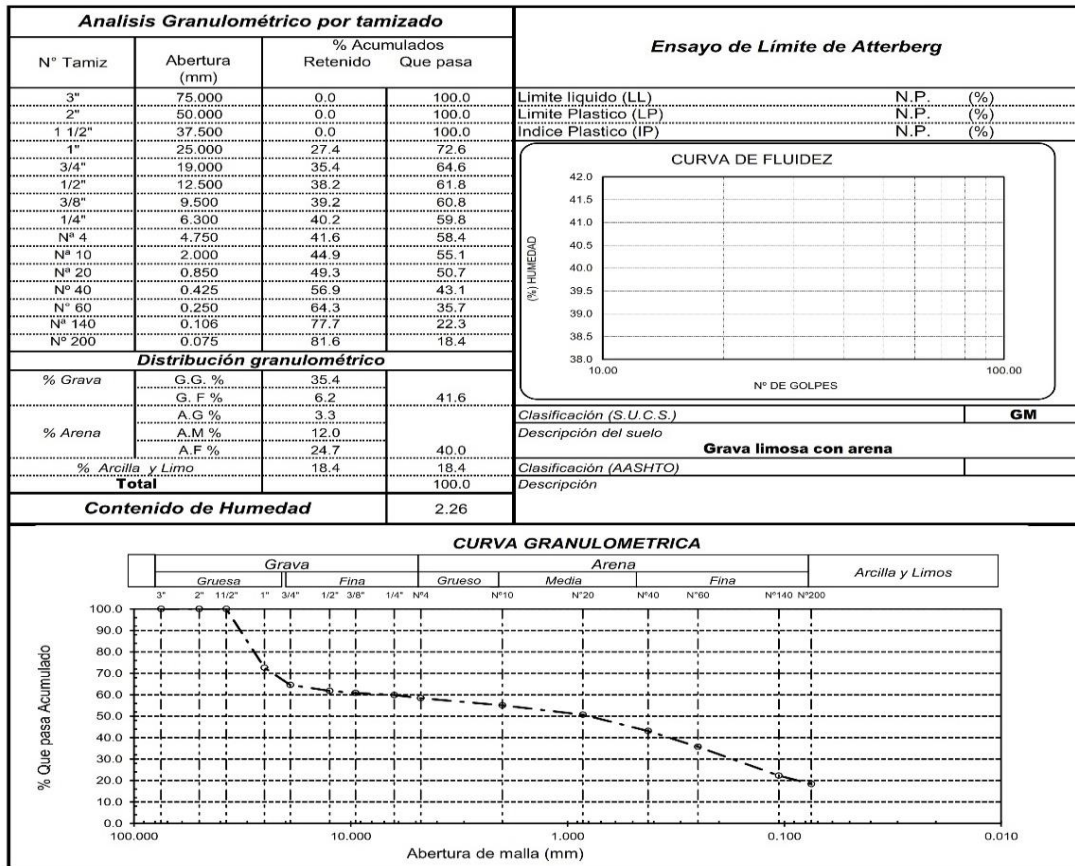 Analisis Granulométrico por tamizado
N° Tamiz Abertura (mm) % Acumulados Retenido Que pasa
3" 75.000 0.0 100.0
2" 50.000 0.0 100.0
1 1/2" 37.500 0.0 100.0
1" 25.000 27.4 72.6
3/4" 19.000 35.4 64.6
1/2" 12.500 38.2 61.8
3/8" 9.500 39.2 60.8
1/4" 6.300 40.2 59.8
Nª 4 4.750 41.6 58.4
Nª 10 2.000 44.9 55.1
Nª 20 0.850 49.3 50.7
Nº 40 0.425 56.9 43.1
N° 60 0.250 64.3 35.7
Nª 140 0.106 77.7 22.3
Nº 200 0.075 81.6 18.4
Distribución granulométrico
% Grava G.G. % 35.4
G. F % 6.2 41.6
A.G % 3.3
% Arena A.M % 12.0
A.F % 24.7 40.0
% Arcilla y Limo 18.4 18.4
Total 100.0
Contenido de Humedad 2.26
Ensayo de Límite de Atterberg
Limite liquido (LL) N.P. (%)
Limite Plastico (LP) N.P. (%)
Indice Plastico (IP) N.P. (%)
CURVA DE FLUIDEZ
(%) HUMEDAD
42.0
41.5
41.0
40.5
40.0
39.5
39.0
38.5
38.0
10.00 100.00
Nº DE GOLPES
Clasificación (S.U.C.S.) GM
Descripción del suelo
Grava limosa con arena
Clasificación (AASHTO)
Descripción
CURVA GRANULOMETRICA
Grava Arena Arcilla y Limos
Gruesa Fina Grueso Media Fina
3" 2" 11/2" 1" 3/4" 1/2" 3/8" 1/4" N°4 N°10 N°20 N°40 N°60 N°140 N°200
% Que pasa Acumulado
100.0
90.0
80.0
70.0
60.0
50.0
40.0
30.0
20.0
10.0
0.0
100.000 10.000 1.000 0.100 0.010
Abertura de malla (mm)